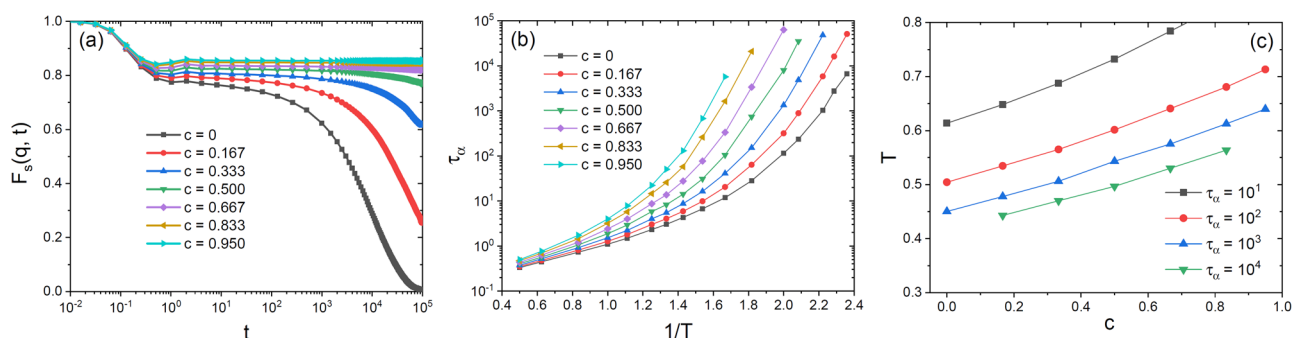 (a)
F_s(q, t)
1.0
0.8
0.6
0.4
0.2
0.0
c = 0
c = 0.167
c = 0.333
c = 0.500
c = 0.667
c = 0.833
c = 0.950
10^-2 10^-1 10^0 10^1 10^2 10^3 10^4 10^5
t
(b)
τ_α
10^5
10^4
10^3
10^2
10^1
10^0
10^-1
c = 0
c = 0.167
c = 0.333
c = 0.500
c = 0.667
c = 0.833
c = 0.950
0.4 0.6 0.8 1.0 1.2 1.4 1.6 1.8 2.0 2.2 2.4
1/T
(c)
T
0.8
0.7
0.6
0.5
0.4
0.3
τ_α = 10^1
τ_α = 10^2
τ_α = 10^3
τ_α = 10^4
0.0 0.2 0.4 0.6 0.8 1.0
c